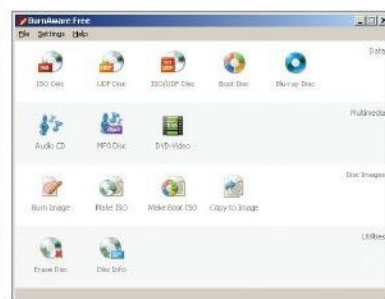 BurnAware Free
File Settings Help
Data
ISO Disc UDF Disc ISO/UDF Disc Boot Disc Blu-ray Disc
Multimedia
Audio CD MP3 Disc DVD-Video
Disc Images
Burn Image Make ISO Make Boot ISO Copy to Image
Utilities
Erase Disc Disc Info